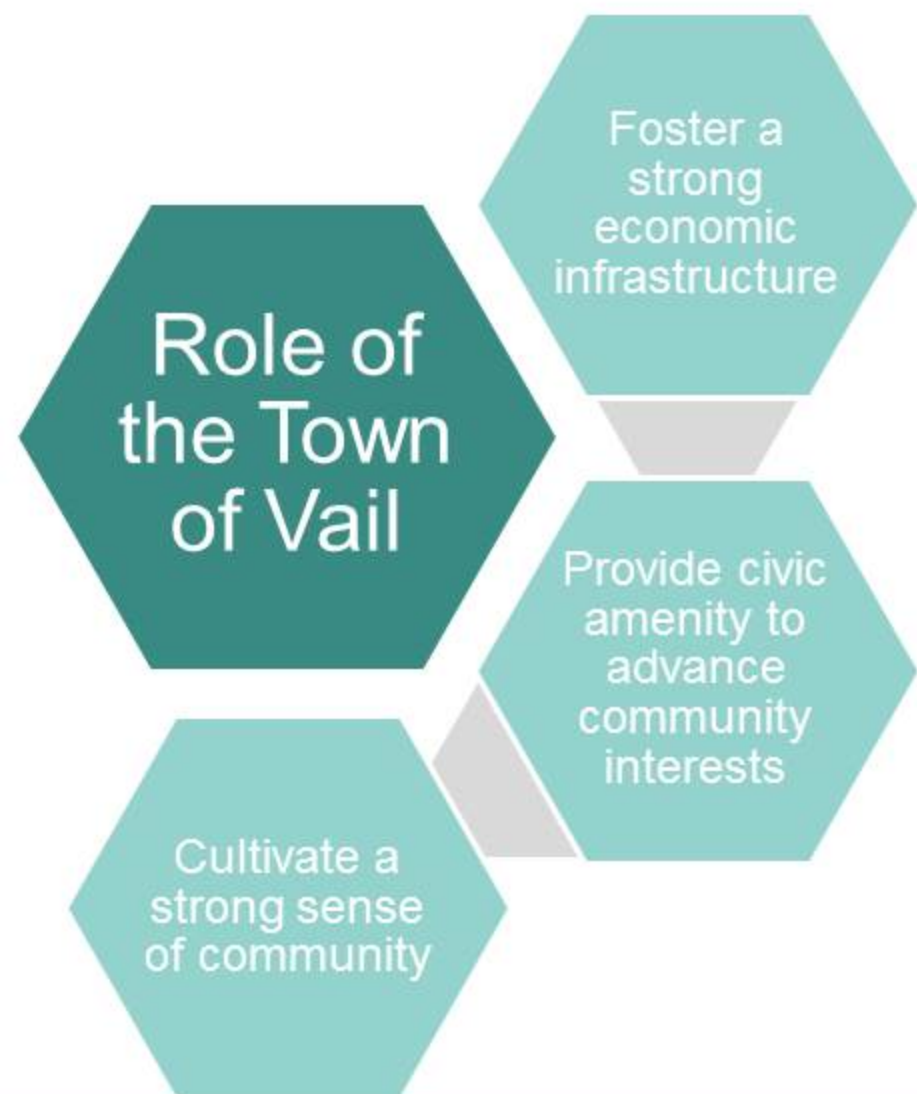 Role of
the Town
of Vail
Foster a
strong
economic
infrastructure
Provide civic
amenity to
advance
community
interests
Cultivate a
strong sense
of community